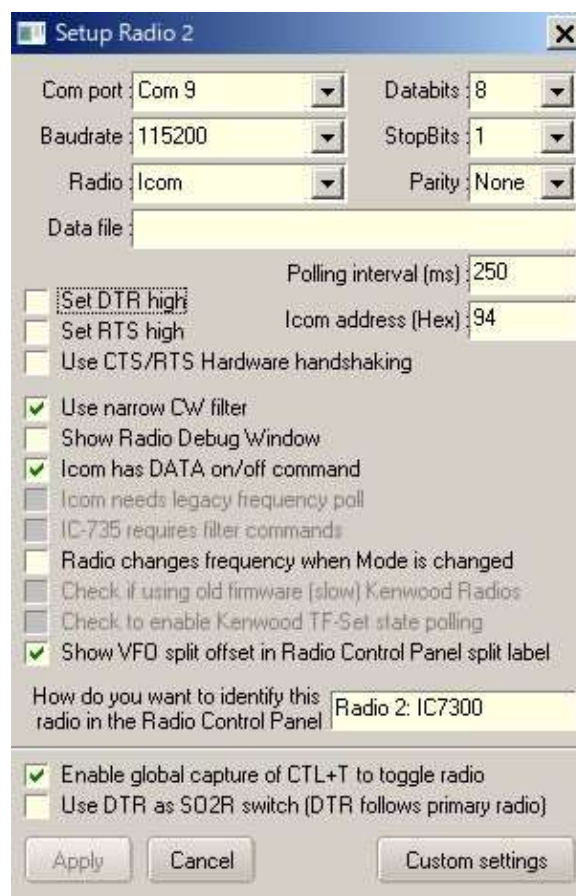 Setup Radio 2
Com port : Com 9
Databits : 8
Baudrate : 115200
StopBits : 1
Radio : Icom
Parity : None
Data file :
Polling interval (ms) : 250
Set DTR high
Icom address (Hex) : 94
Set RTS high
Use CTS/RTS Hardware handshaking
Use narrow CW filter
Show Radio Debug Window
Icom has DATA on/off command
Icom needs legacy frequency poll
IC-735 requires filter commands
Radio changes frequency when Mode is changed
Check if using old firmware (slow) Kenwood Radios
Check to enable Kenwood TF-Set state polling
Show VFO split offset in Radio Control Panel split label
How do you want to identify this
radio in the Radio Control Panel
Radio 2: IC7300
Enable global capture of CTL+T to toggle radio
Use DTR as SO2R switch (DTR follows primary radio)
Apply
Cancel
Custom settings